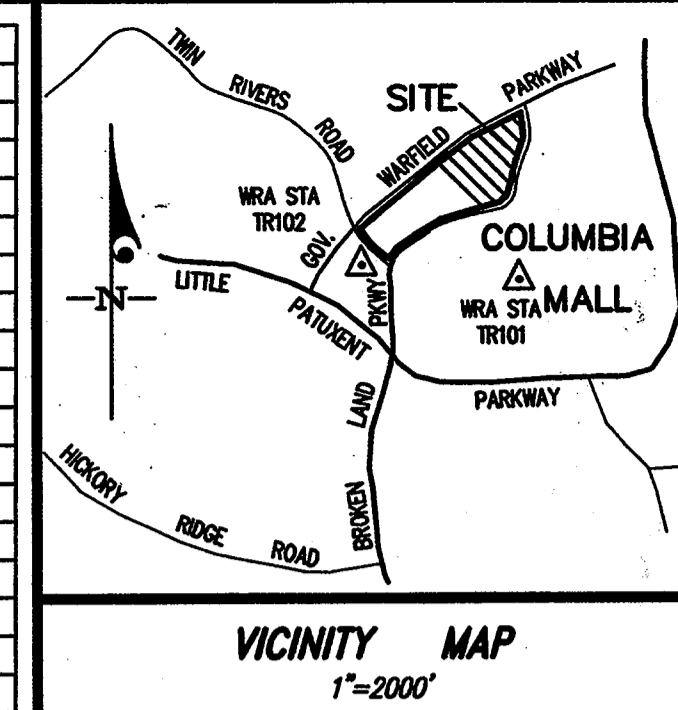 TWIN RIVERS ROAD
SITE
WARFIELD PARKWAY
WRA STA
TR102
GOV.
COLUMBIA
MALL
WRA STA
TR101
LITTLE PATUXENT PARKWAY
N
BROKEN LAND PKWY
HICKORY RIDGE ROAD
VICINITY MAP
1"=2000'